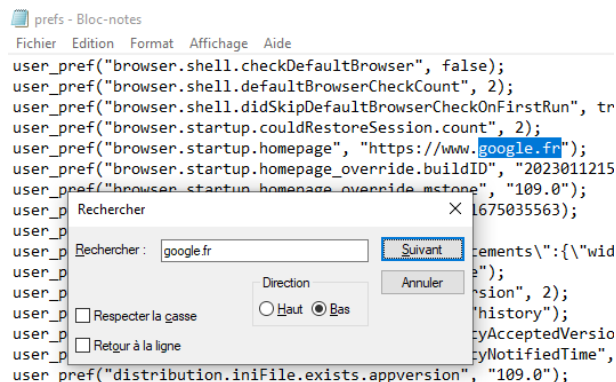 prefs - Bloc-notes
Fichier Edition Format Affichage Aide
user_pref("browser.shell.checkDefaultBrowser", false);
user_pref("browser.shell.defaultBrowserCheckCount", 2);
user_pref("browser.shell.didSkipDefaultBrowserCheckOnFirstRun", tr
user_pref("browser.startup.couldRestoreSession.count", 2);
user_pref("browser.startup.homepage", "https://www.google.fr");
user_pref("browser.startup.homepage_override.buildID", "2023011215
user_pref("browser.startup.homepage_override.mstone", "109.0");
user_p 1675035563);
user_p
user_p tements\":{\"wid
user_p e");
user_p rsion", 2);
user_p "history");
user_p cyAcceptedVersio
user_p cyNotifiedTime",
user_pref("distribution.iniFile.exists.appversion", "109.0");
Rechercher
Rechercher : google.fr Suivant
Direction Annuler
Haut Bas
Respecter la casse
Retour à la ligne